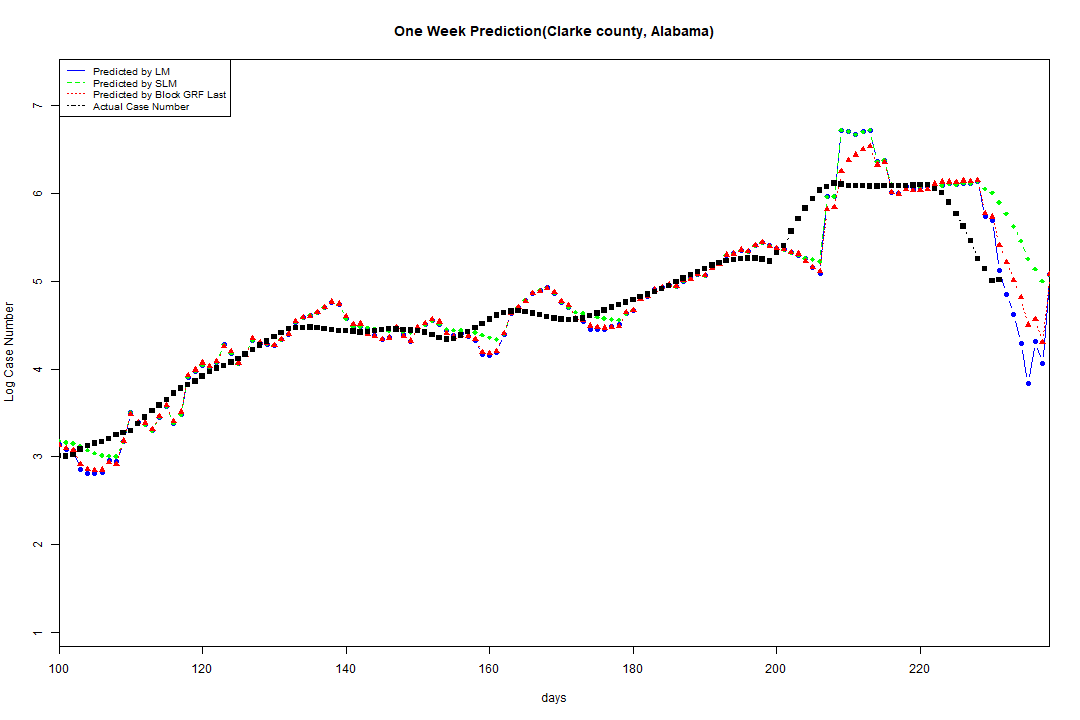 One Week Prediction(Clarke county, Alabama)
Predicted by LM
Predicted by SLM
Predicted by Block GRF Last
Actual Case Number
7
6
5
4
3
2
1
Log Case Number
100 120 140 160 180 200 220
days